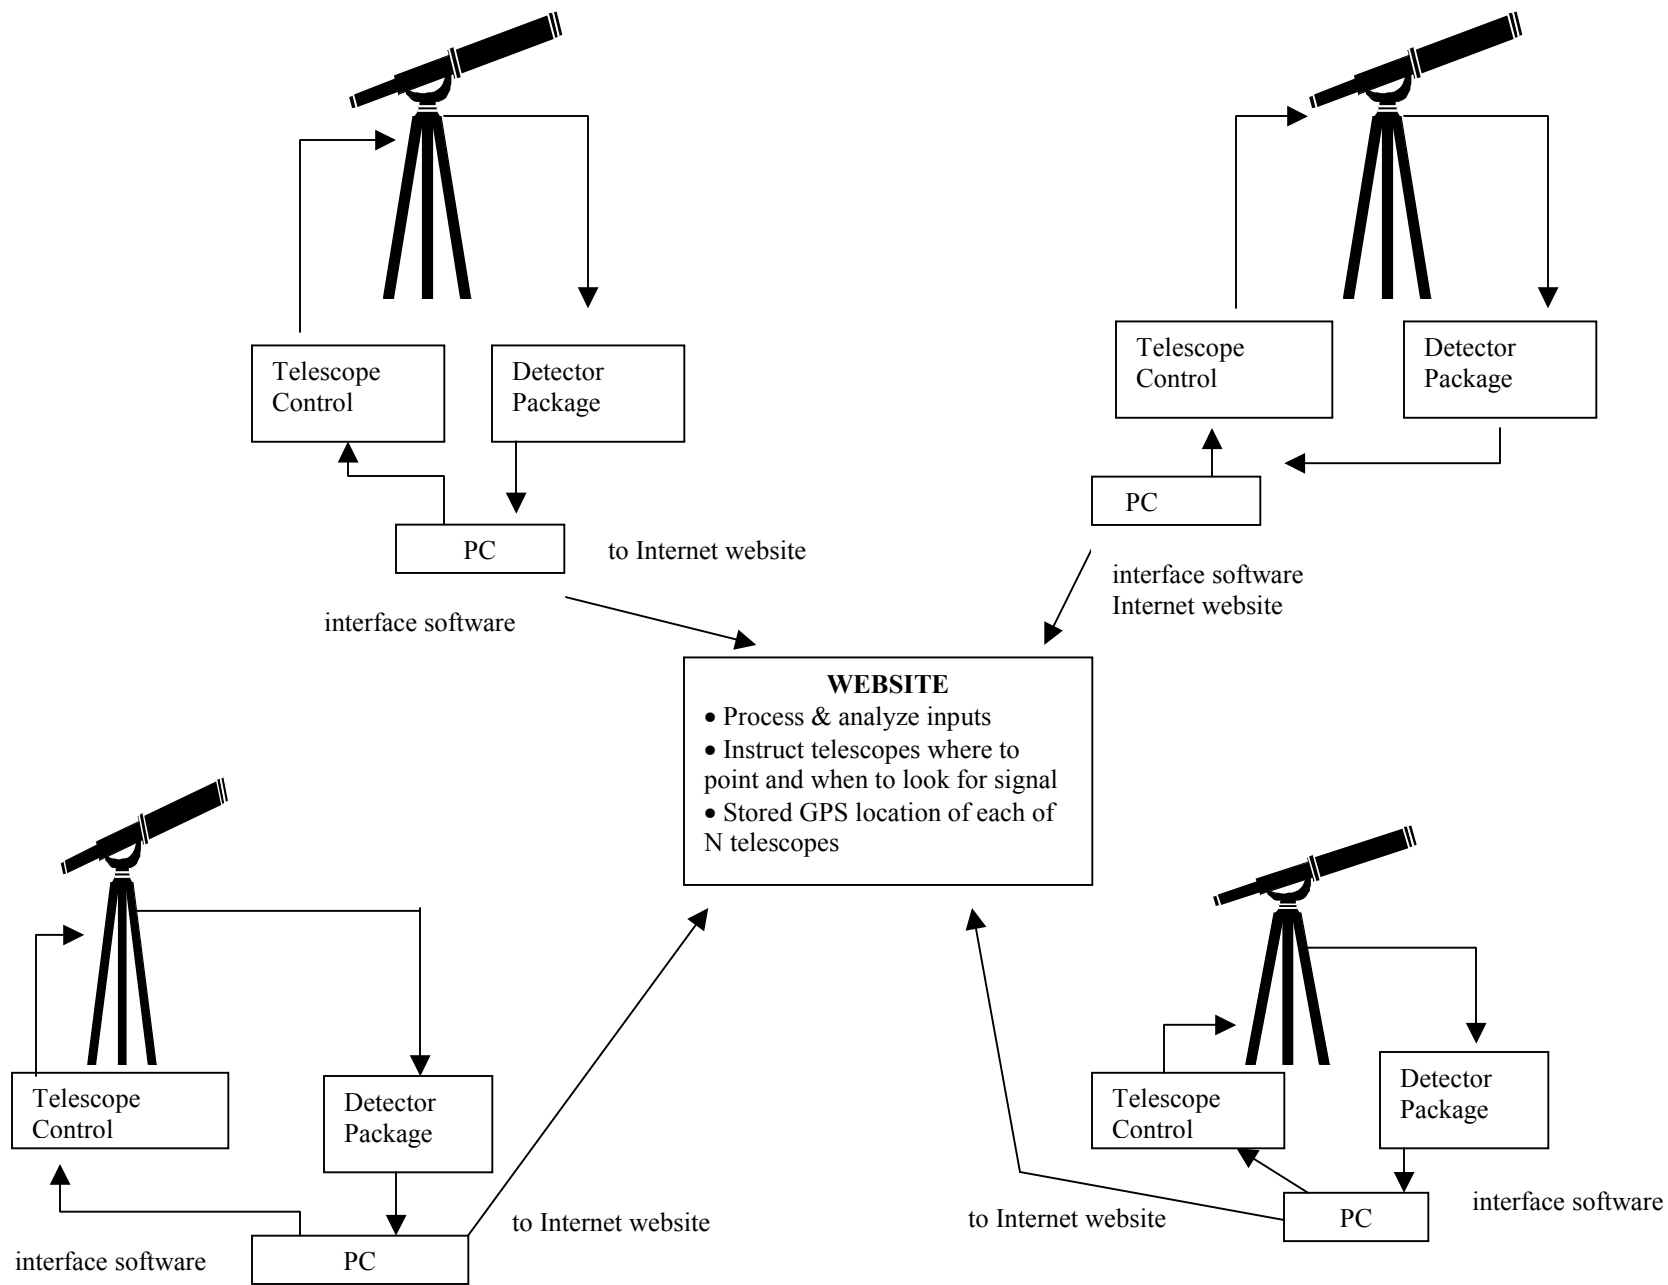 Telescope
Control
Detector
Package
PC
to Internet website
interface software
Telescope
Control
Detector
Package
PC
interface software
Internet website
WEBSITE
• Process & analyze inputs
• Instruct telescopes where to
point and when to look for signal
• Stored GPS location of each of
N telescopes
Telescope
Control
Detector
Package
PC
to Internet website
interface software
Telescope
Control
Detector
Package
PC
to Internet website
interface software